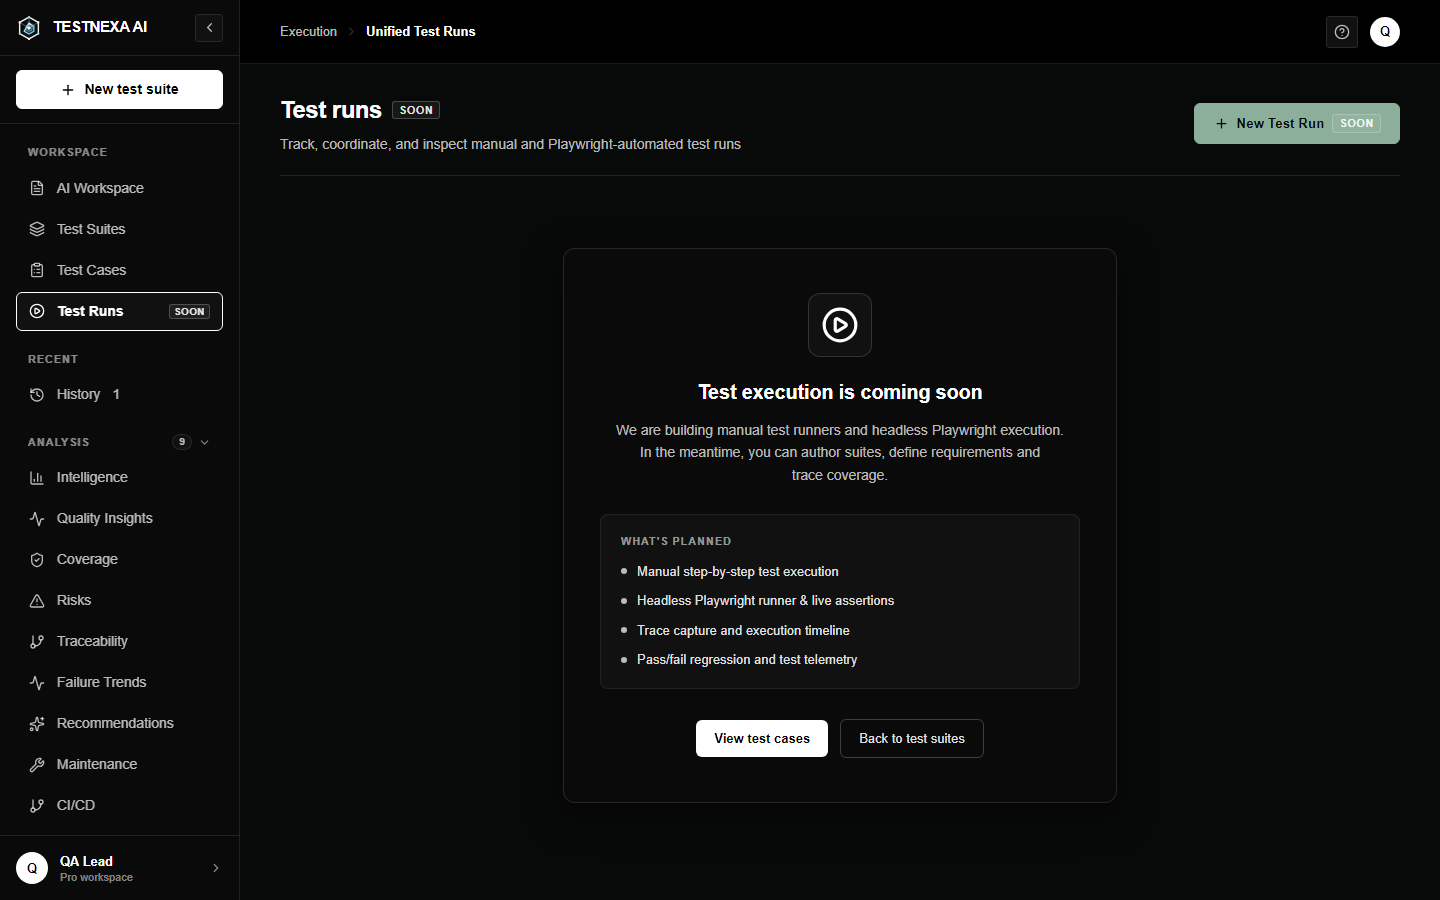 TESTNEXA AI
New test suite
WORKSPACE
AI Workspace
Test Suites
Test Cases
Test Runs SOON
RECENT
History 1
ANALYSIS 9
Intelligence
Quality Insights
Coverage
Risks
Traceability
Failure Trends
Recommendations
Maintenance
CI/CD
Q
QA Lead
Pro workspace
Execution Unified Test Runs
Q
Test runs SOON
Track, coordinate, and inspect manual and Playwright-automated test runs
New Test Run SOON
Test execution is coming soon
We are building manual test runners and headless Playwright execution.
In the meantime, you can author suites, define requirements and
trace coverage.
WHAT'S PLANNED
Manual step-by-step test execution
Headless Playwright runner & live assertions
Trace capture and execution timeline
Pass/fail regression and test telemetry
View test cases
Back to test suites